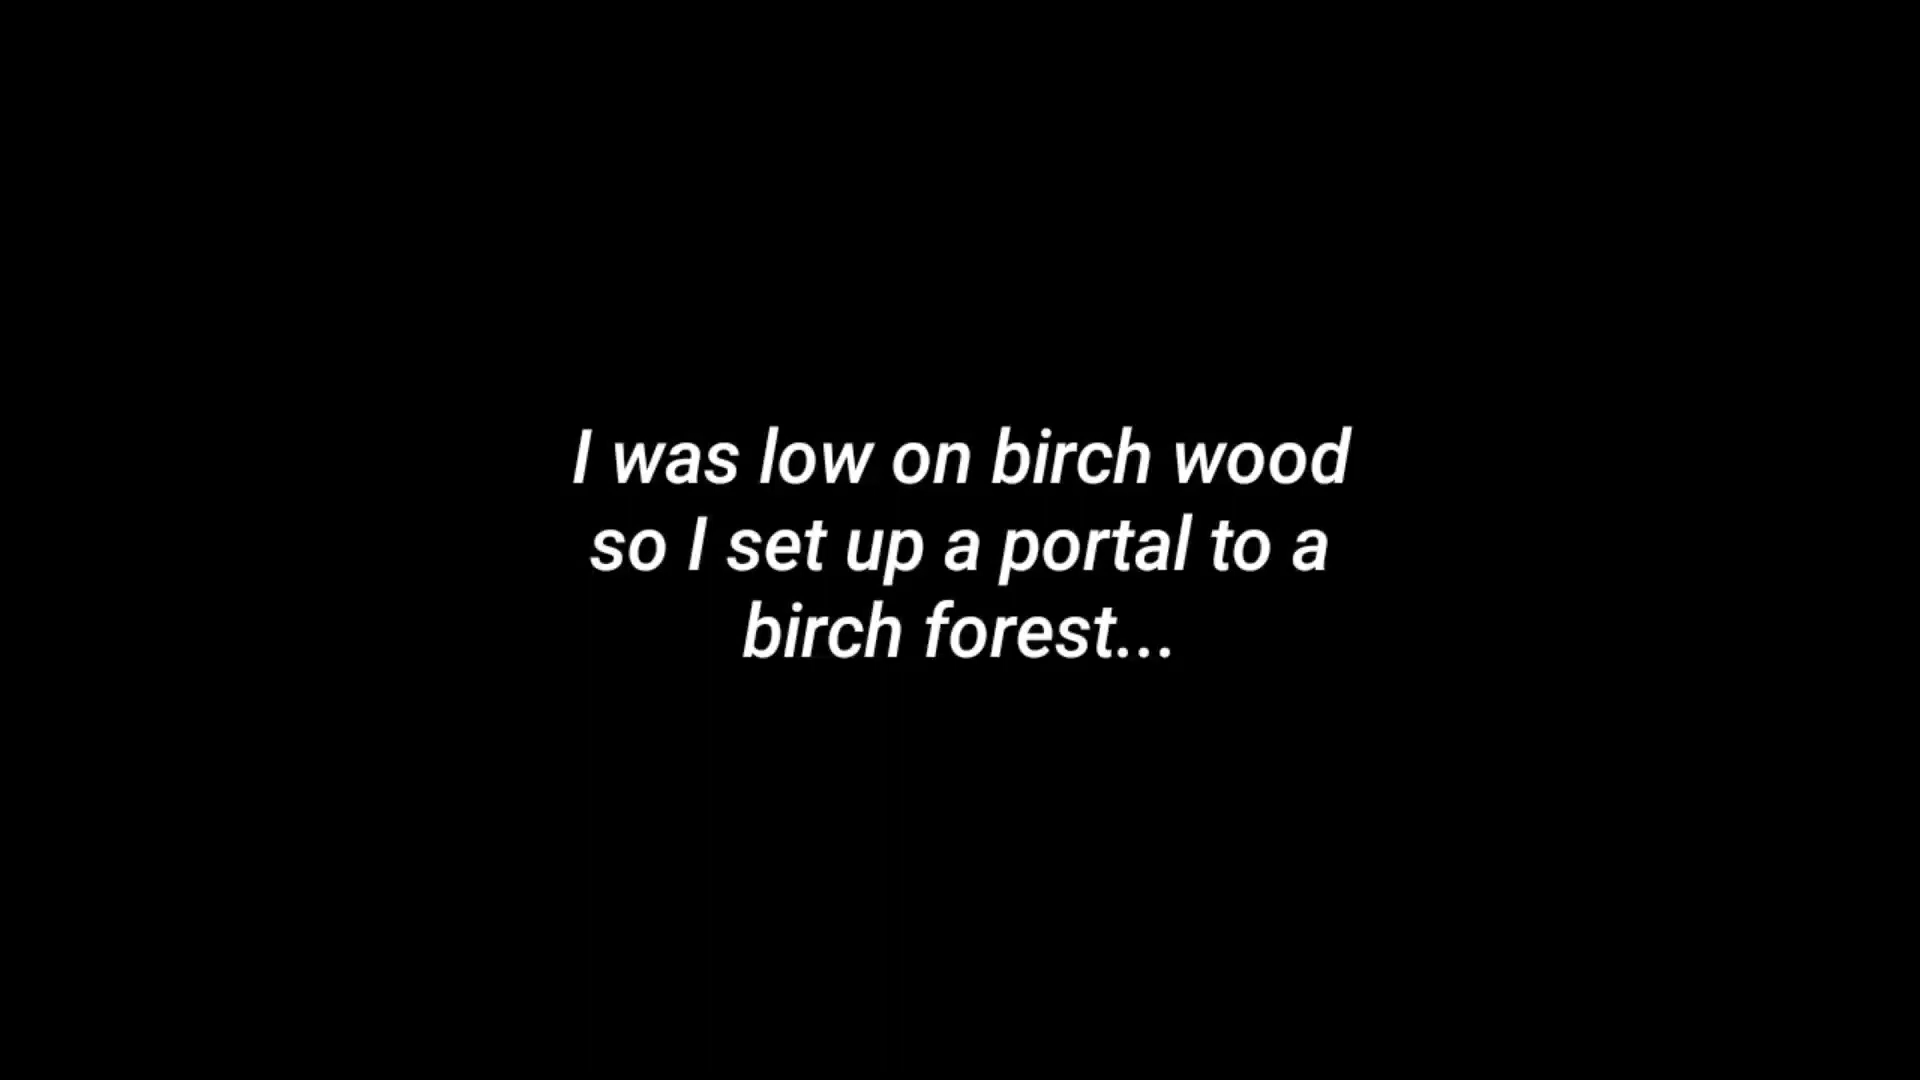 I was low on birch wood
so I set up a portal to a
birch forest...